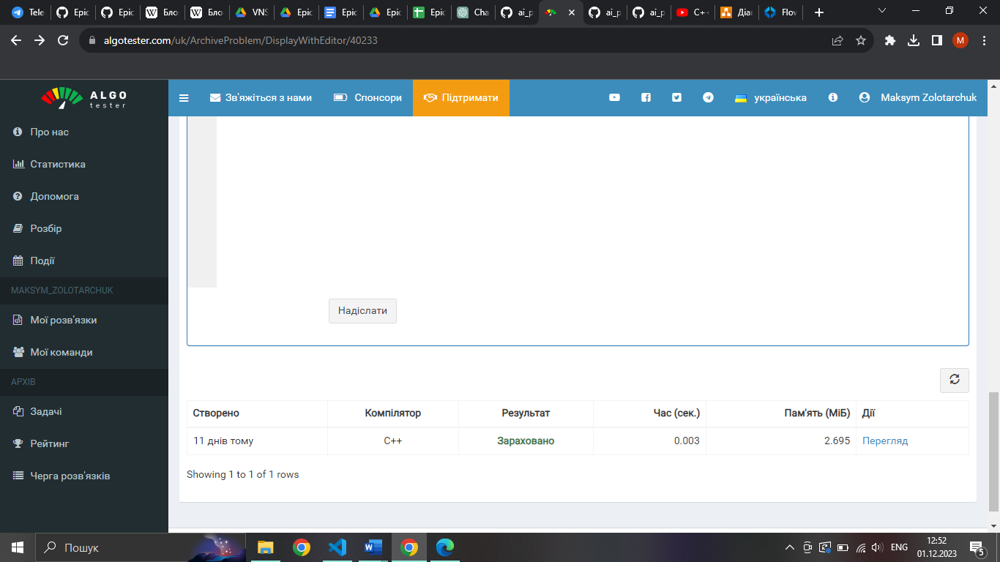 Tele
Epic
Epic
Бло
Бло
VNS
Epic
Epic
Epic
Epic
Cha
ai_p
ai_p
ai_p
C++
Діаг
Flov
algotester.com/uk/ArchiveProblem/DisplayWithEditor/40233
M
ALGO
tester
Зв'яжіться з нами
Спонсори
Підтримати
українська
Maksym Zolotarchuk
Про нас
Статистика
Допомога
Розбір
Події
MAKSYM_ZOLOTARCHUK
Мої розв'язки
Мої команди
АРХІВ
Задачі
Рейтинг
Черга розв'язків
Надіслати
Створено Компілятор Результат Час (сек.) Пам'ять (МіБ) Дії
11 днів тому C++ Зараховано 0.003 2.695 Перегляд
Showing 1 to 1 of 1 rows
Пошук
ENG
12:52
01.12.2023
5